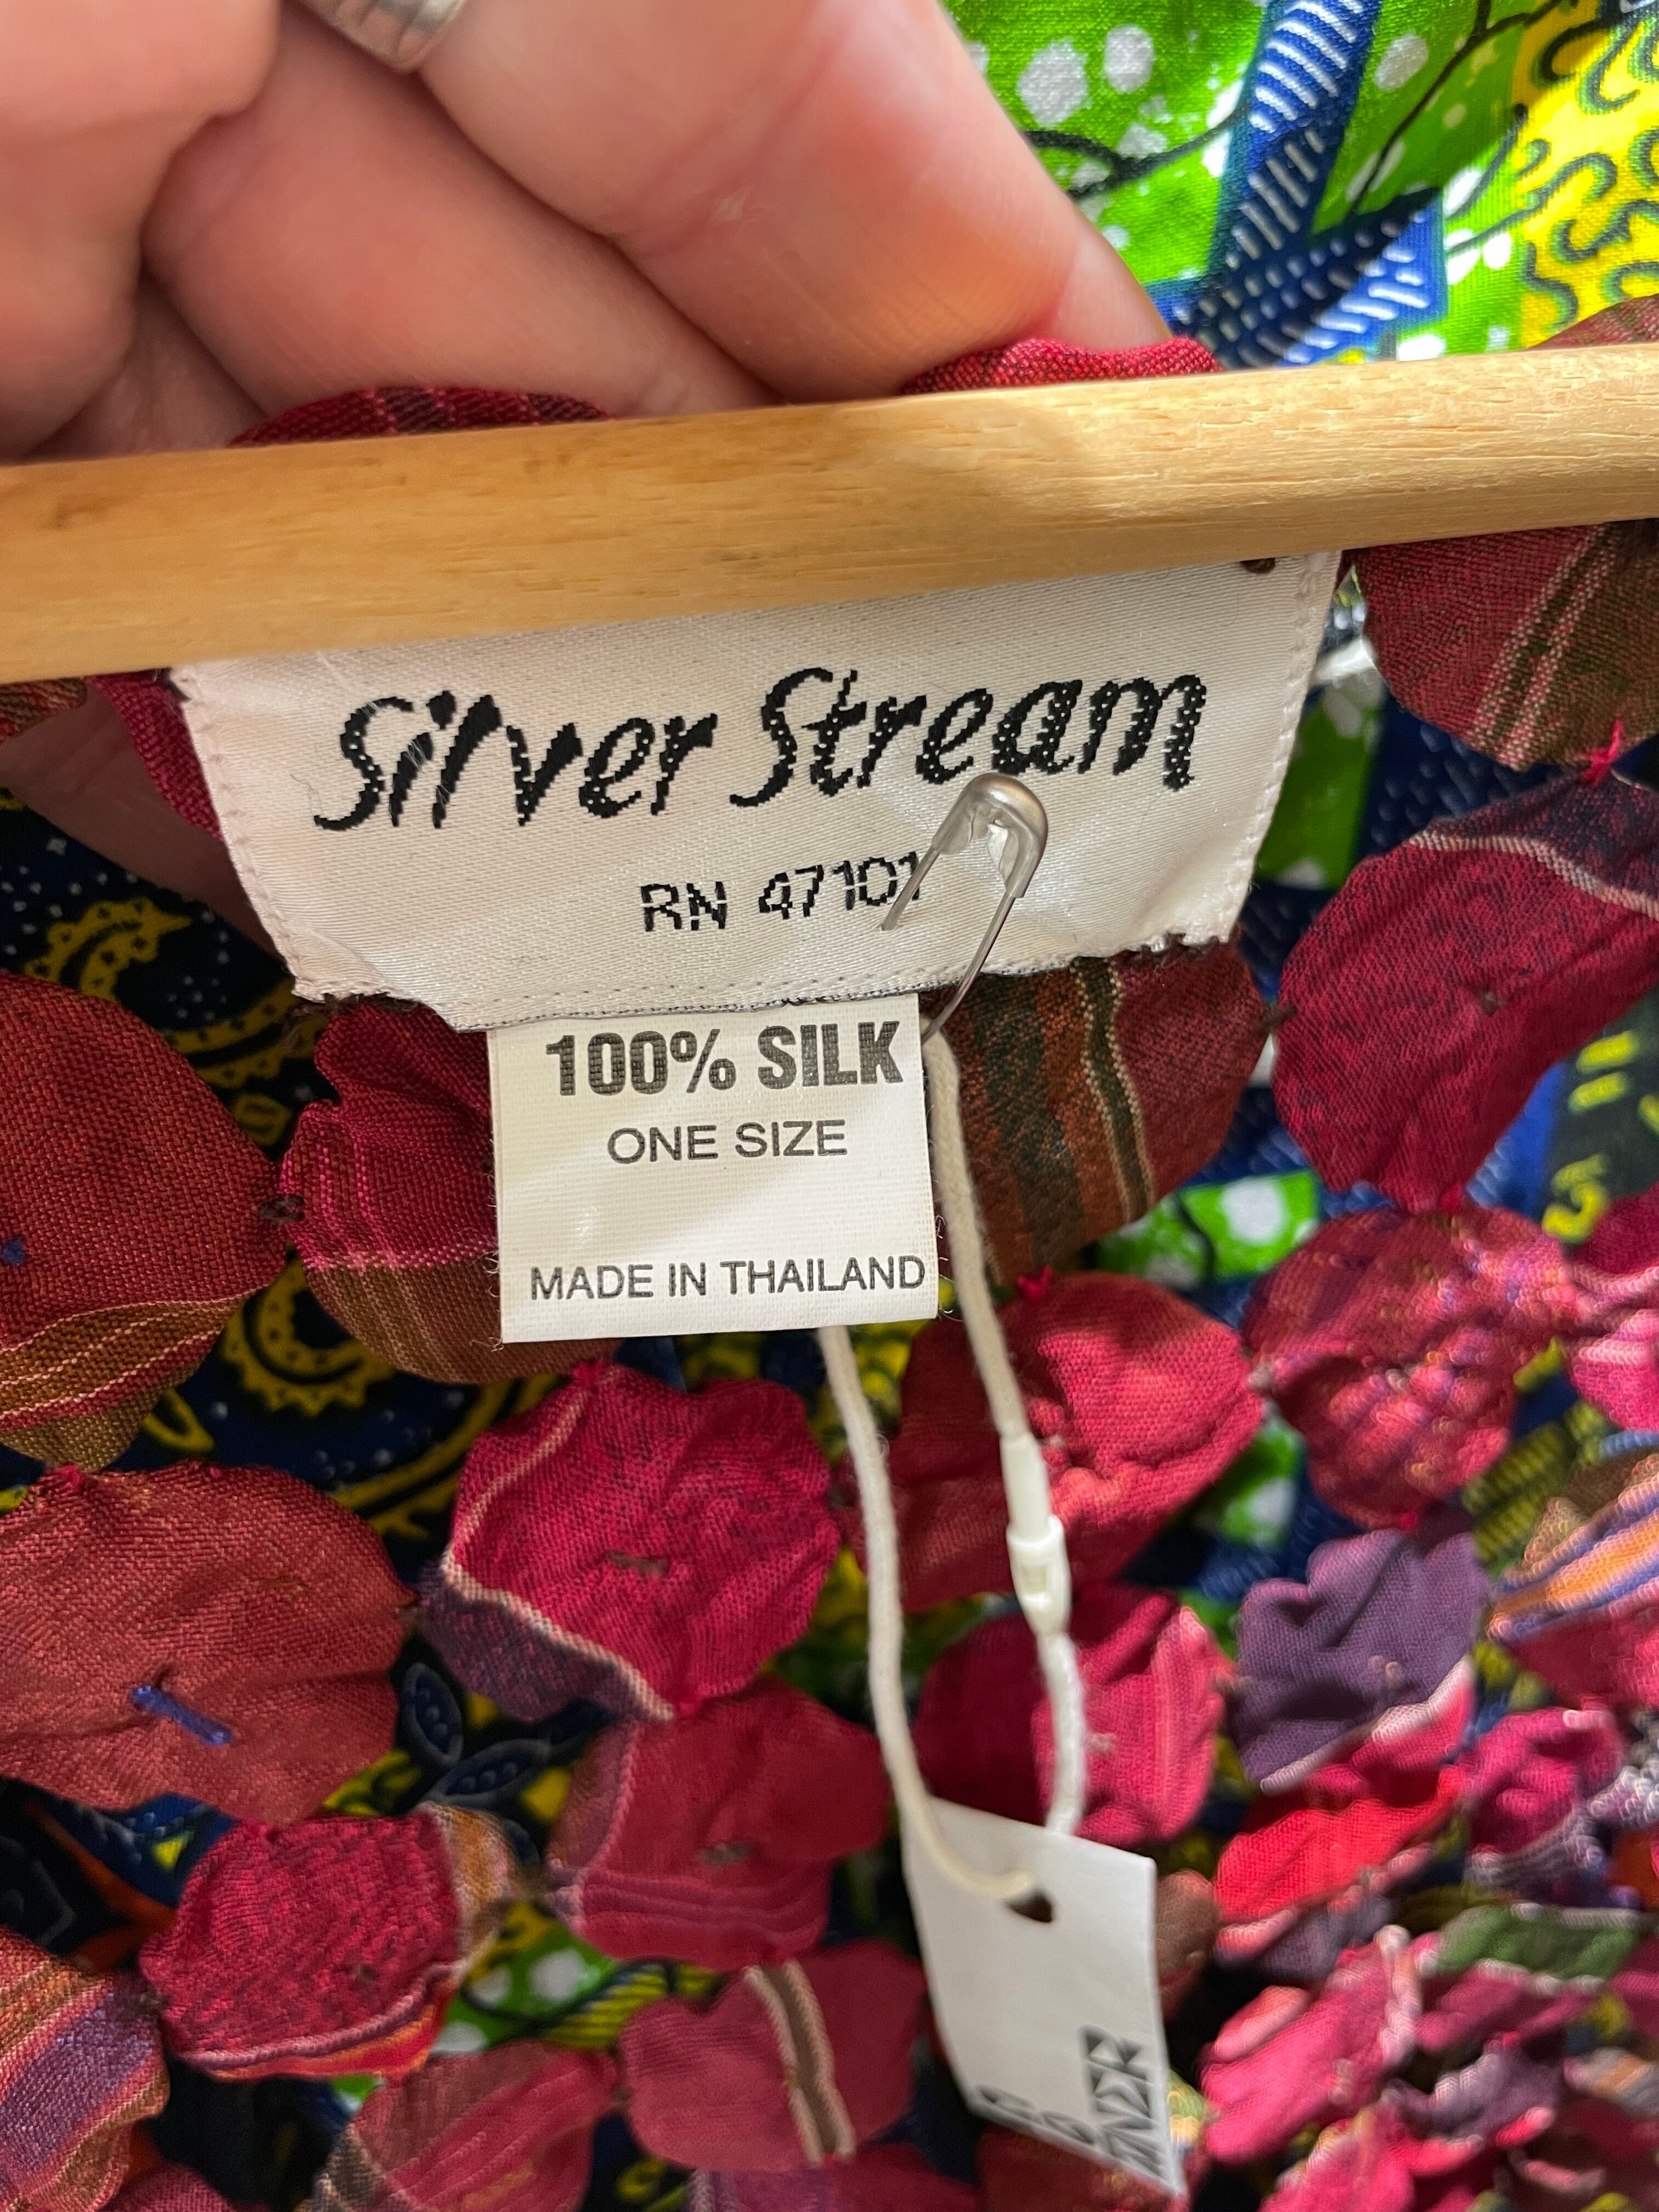 Silver Stream
RN 47101
100% SILK
ONE SIZE
MADE IN THAILAND